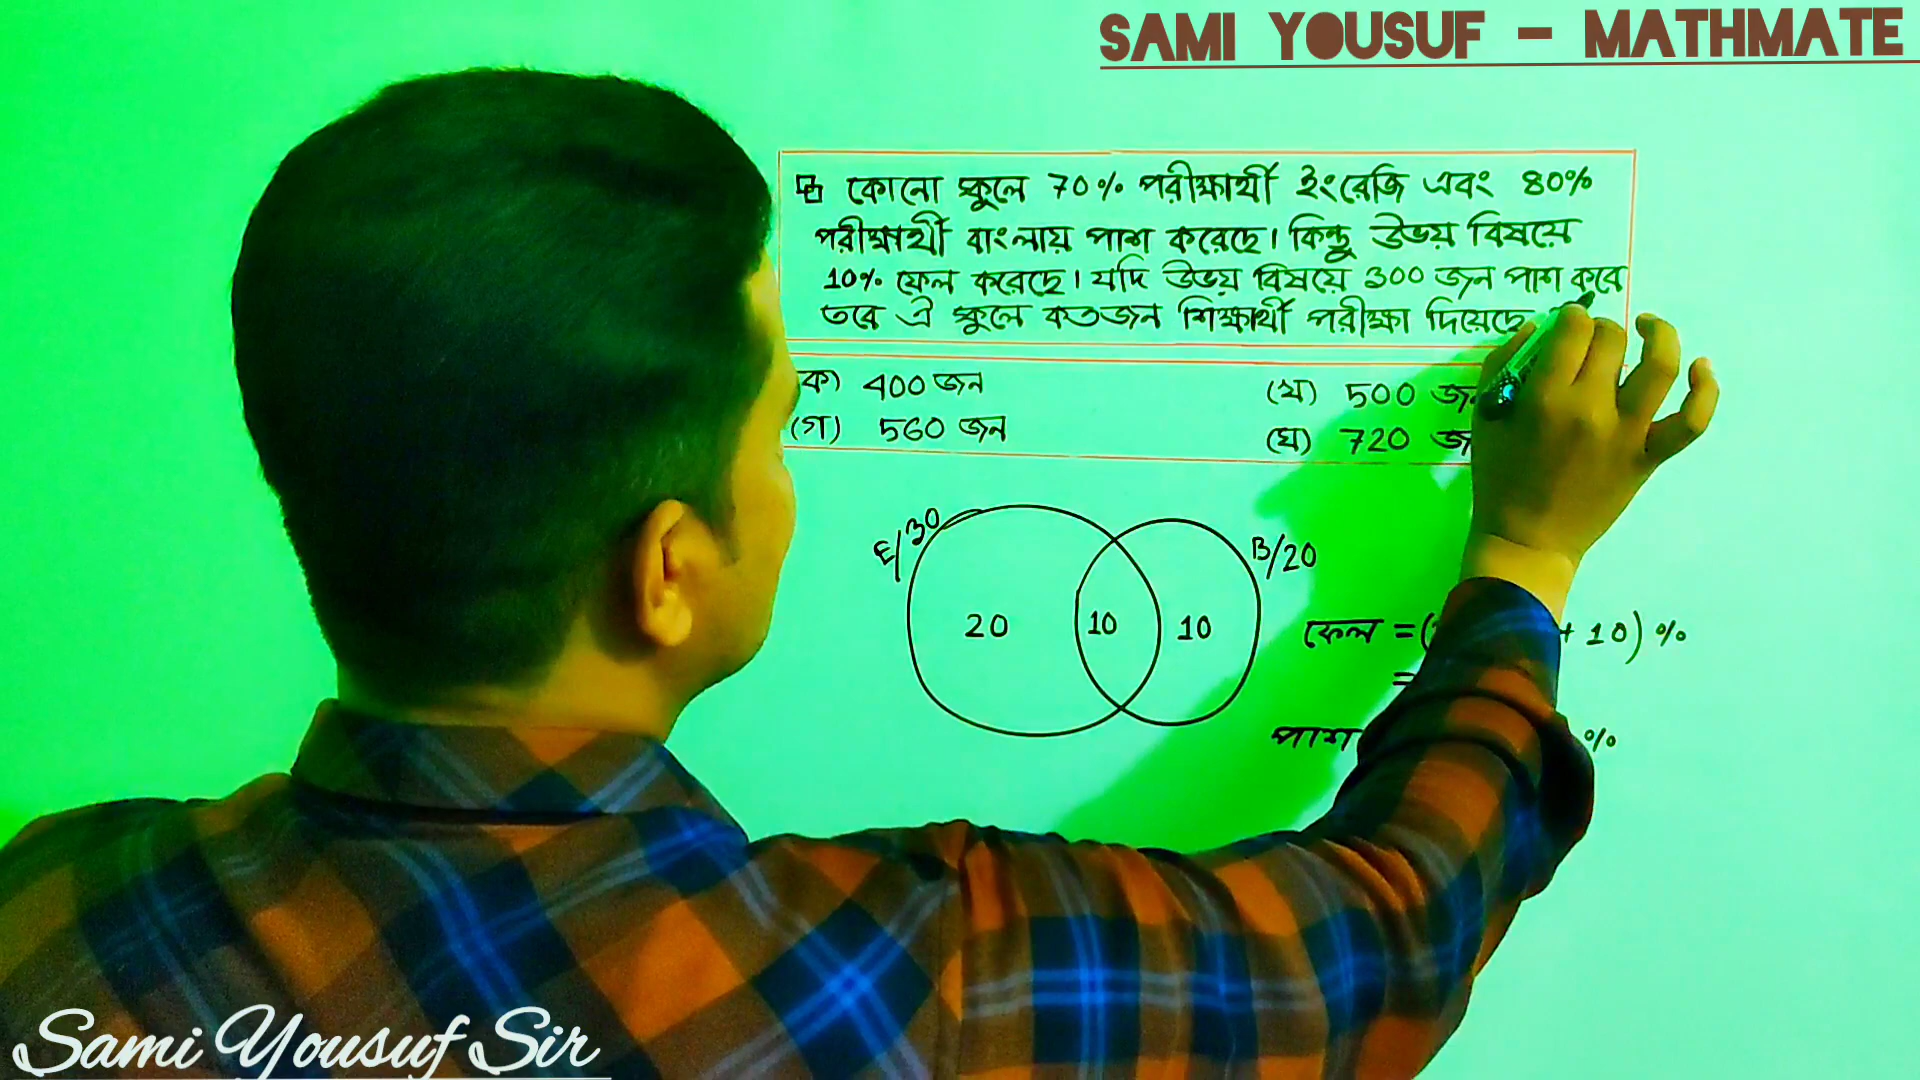 SAMI YOUSUF - MATHMATE
কোনো স্কুলে 70% পরীক্ষার্থী ইংরেজি এবং 80%
পরীক্ষার্থী বাংলায় পাশ করেছে। কিন্তু উভয় বিষয়ে
10% ফেল করেছে। যদি উভয় বিষয়ে 300 জন পাশ করে
তবে ঐ স্কুলে কতজন শিক্ষার্থী পরীক্ষা দিয়েছে
ক) 400 জন
(খ) 500
(গ) 560 জন
(ঘ) 720
E/30
B/20
20
10
10
ফেল = ( + 10) %
=
পাশ %
Sami Yousuf Sir